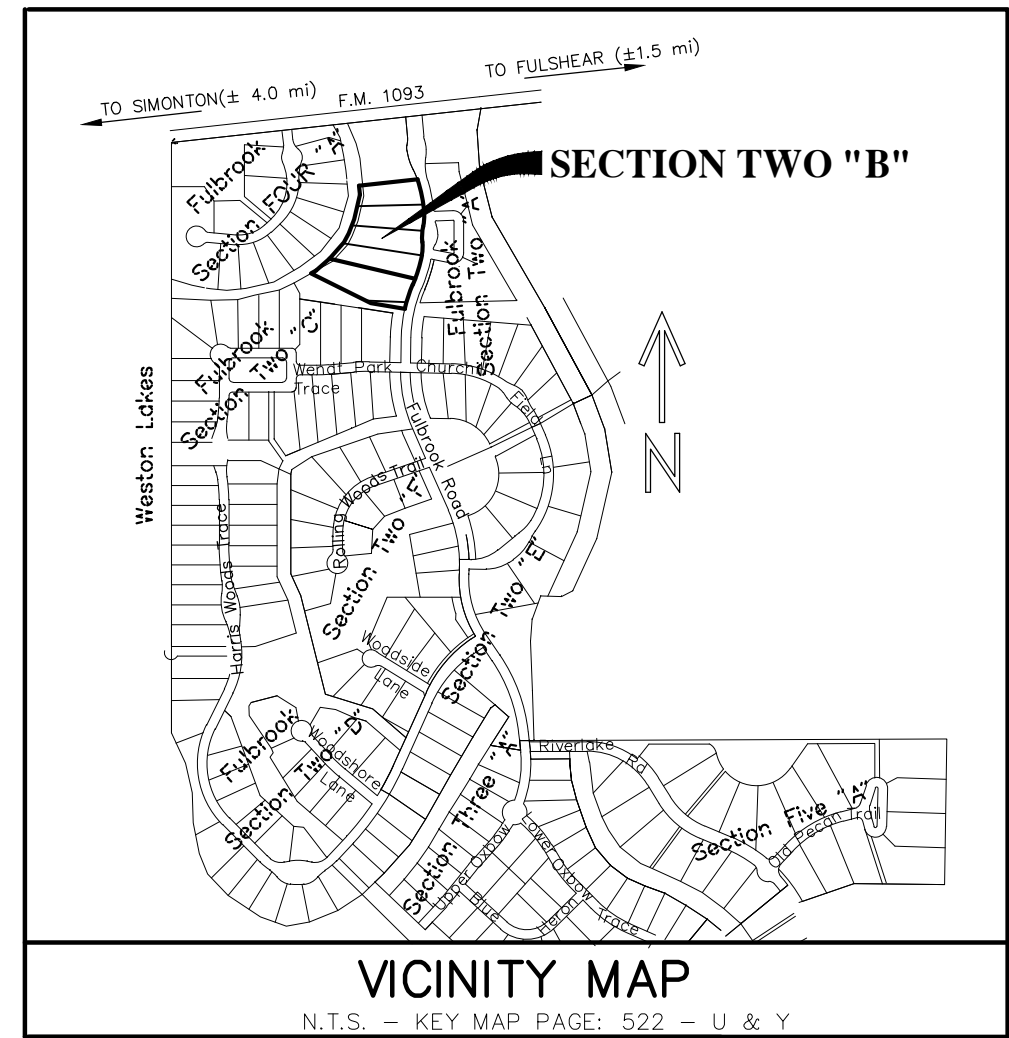 TO FULSHEAR (±1.5 mi)
TO SIMONTON(± 4.0 mi)
F.M. 1093
SECTION TWO "B"
Fulbrook
Section FOUR "A"
Fulbrook
Section Two "A"
Fulbrook
Section Two "C"
Wendt Park
Trace
Churchill
Field Ln
Weston Lakes
Fulbrook Road
Rolling Woods Trail
Section Two "F"
Harris Woods Trace
N
Section Two "E"
Woodside
Lane
Fulbrook
Section Two "D"
Woodshore
Lane
Section Three "A"
Riverlake Rd
Section Five "A"
Old Pecan Trail
Upper Oxbow
Lower Oxbow Trace
Blue Heron
VICINITY MAP
N.T.S. – KEY MAP PAGE: 522 – U & Y